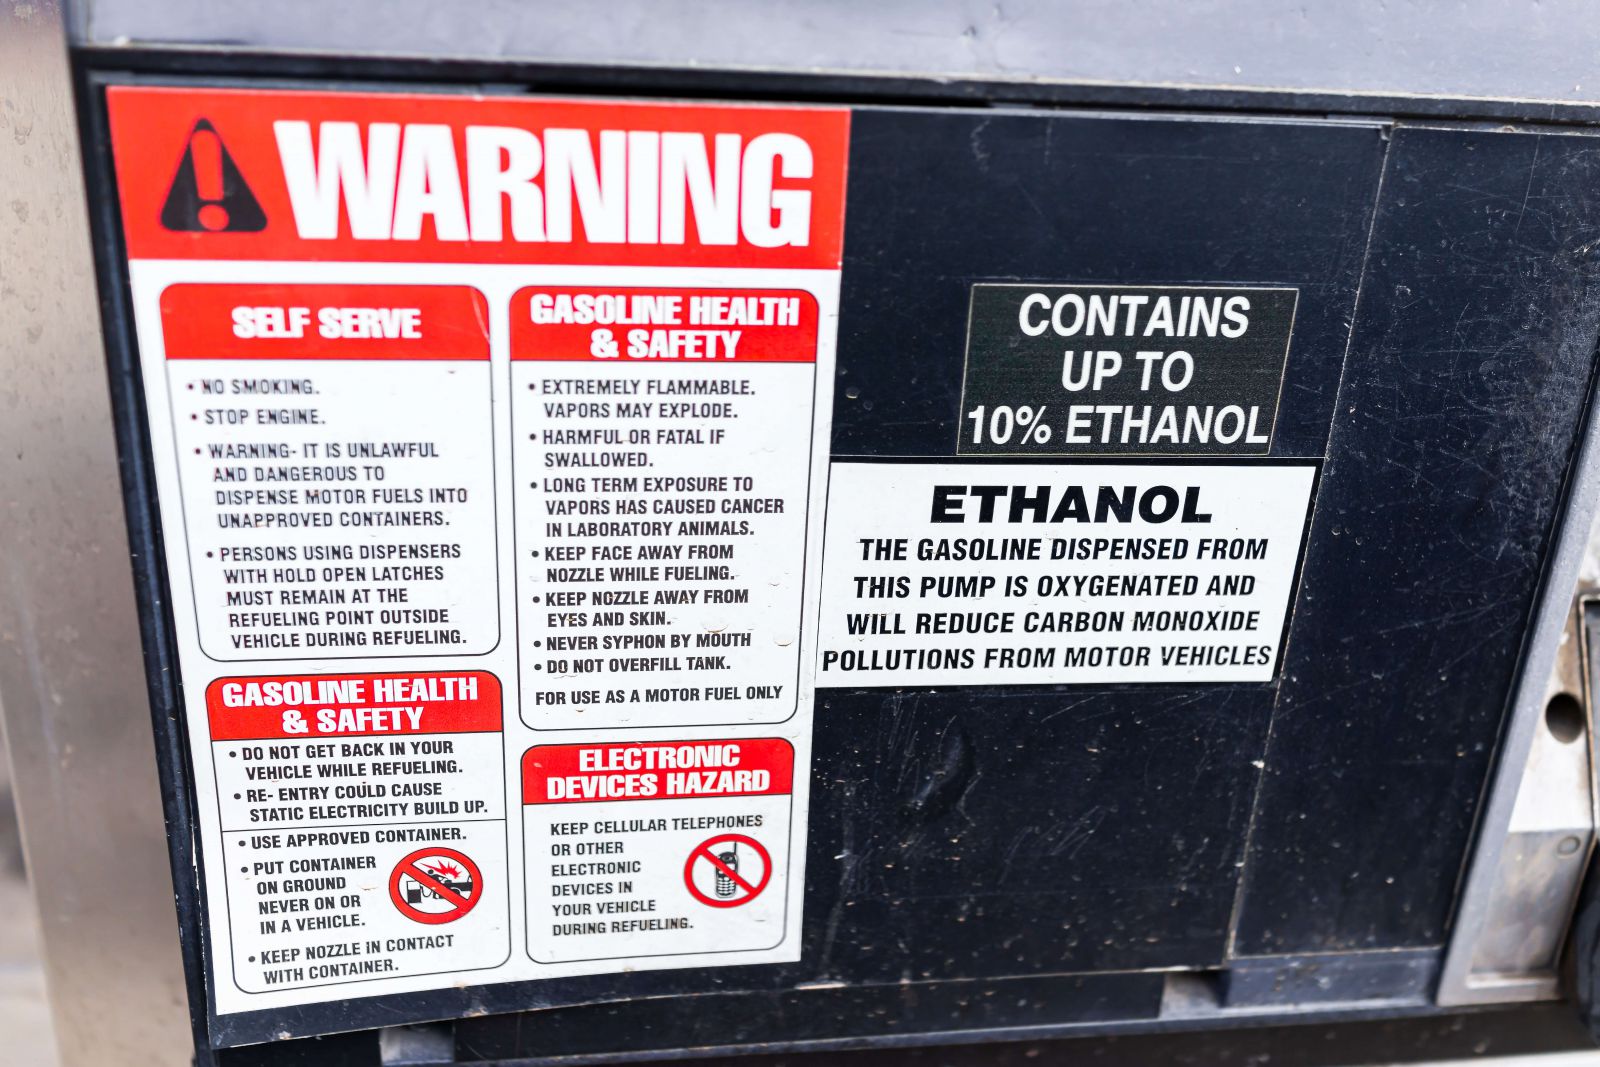 WARNING
SELF SERVE
• NO SMOKING.
• STOP ENGINE.
• WARNING- IT IS UNLAWFUL
AND DANGEROUS TO
DISPENSE MOTOR FUELS INTO
UNAPPROVED CONTAINERS.
• PERSONS USING DISPENSERS
WITH HOLD OPEN LATCHES
MUST REMAIN AT THE
REFUELING POINT OUTSIDE
VEHICLE DURING REFUELING.
GASOLINE HEALTH
& SAFETY
• DO NOT GET BACK IN YOUR
VEHICLE WHILE REFUELING.
• RE- ENTRY COULD CAUSE
STATIC ELECTRICITY BUILD UP.
• USE APPROVED CONTAINER.
• PUT CONTAINER
ON GROUND
NEVER ON OR
IN A VEHICLE.
• KEEP NOZZLE IN CONTACT
WITH CONTAINER.
GASOLINE HEALTH
& SAFETY
• EXTREMELY FLAMMABLE.
VAPORS MAY EXPLODE.
• HARMFUL OR FATAL IF
SWALLOWED.
• LONG TERM EXPOSURE TO
VAPORS HAS CAUSED CANCER
IN LABORATORY ANIMALS.
• KEEP FACE AWAY FROM
NOZZLE WHILE FUELING.
• KEEP NOZZLE AWAY FROM
EYES AND SKIN.
• NEVER SYPHON BY MOUTH
• DO NOT OVERFILL TANK.
FOR USE AS A MOTOR FUEL ONLY
ELECTRONIC
DEVICES HAZARD
KEEP CELLULAR TELEPHONES
OR OTHER
ELECTRONIC
DEVICES IN
YOUR VEHICLE
DURING REFUELING.
CONTAINS
UP TO
10% ETHANOL
ETHANOL
THE GASOLINE DISPENSED FROM
THIS PUMP IS OXYGENATED AND
WILL REDUCE CARBON MONOXIDE
POLLUTIONS FROM MOTOR VEHICLES